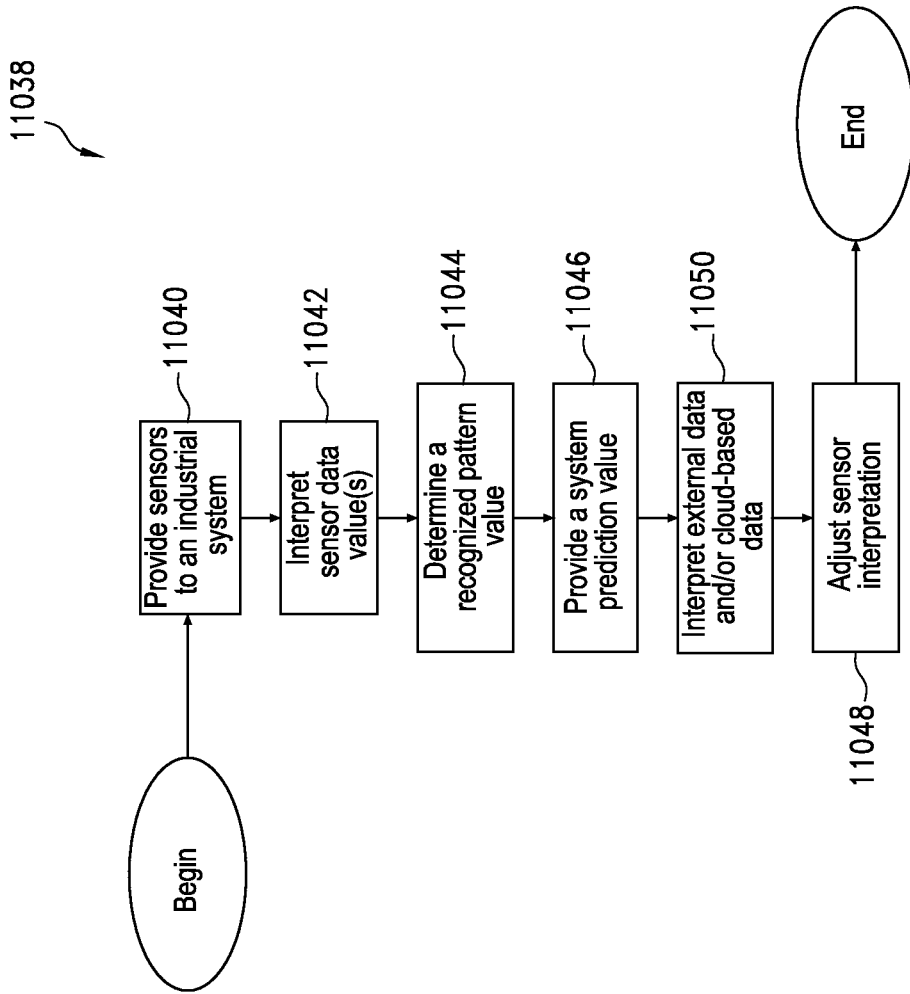 11038
Begin
Provide sensors
to an industrial
system
11040
Interpret
sensor data
value(s)
11042
Determine a
recognized pattern
value
11044
Provide a system
prediction value
11046
Interpret external data
and/or cloud-based
data
11050
Adjust sensor
interpretation
11048
End